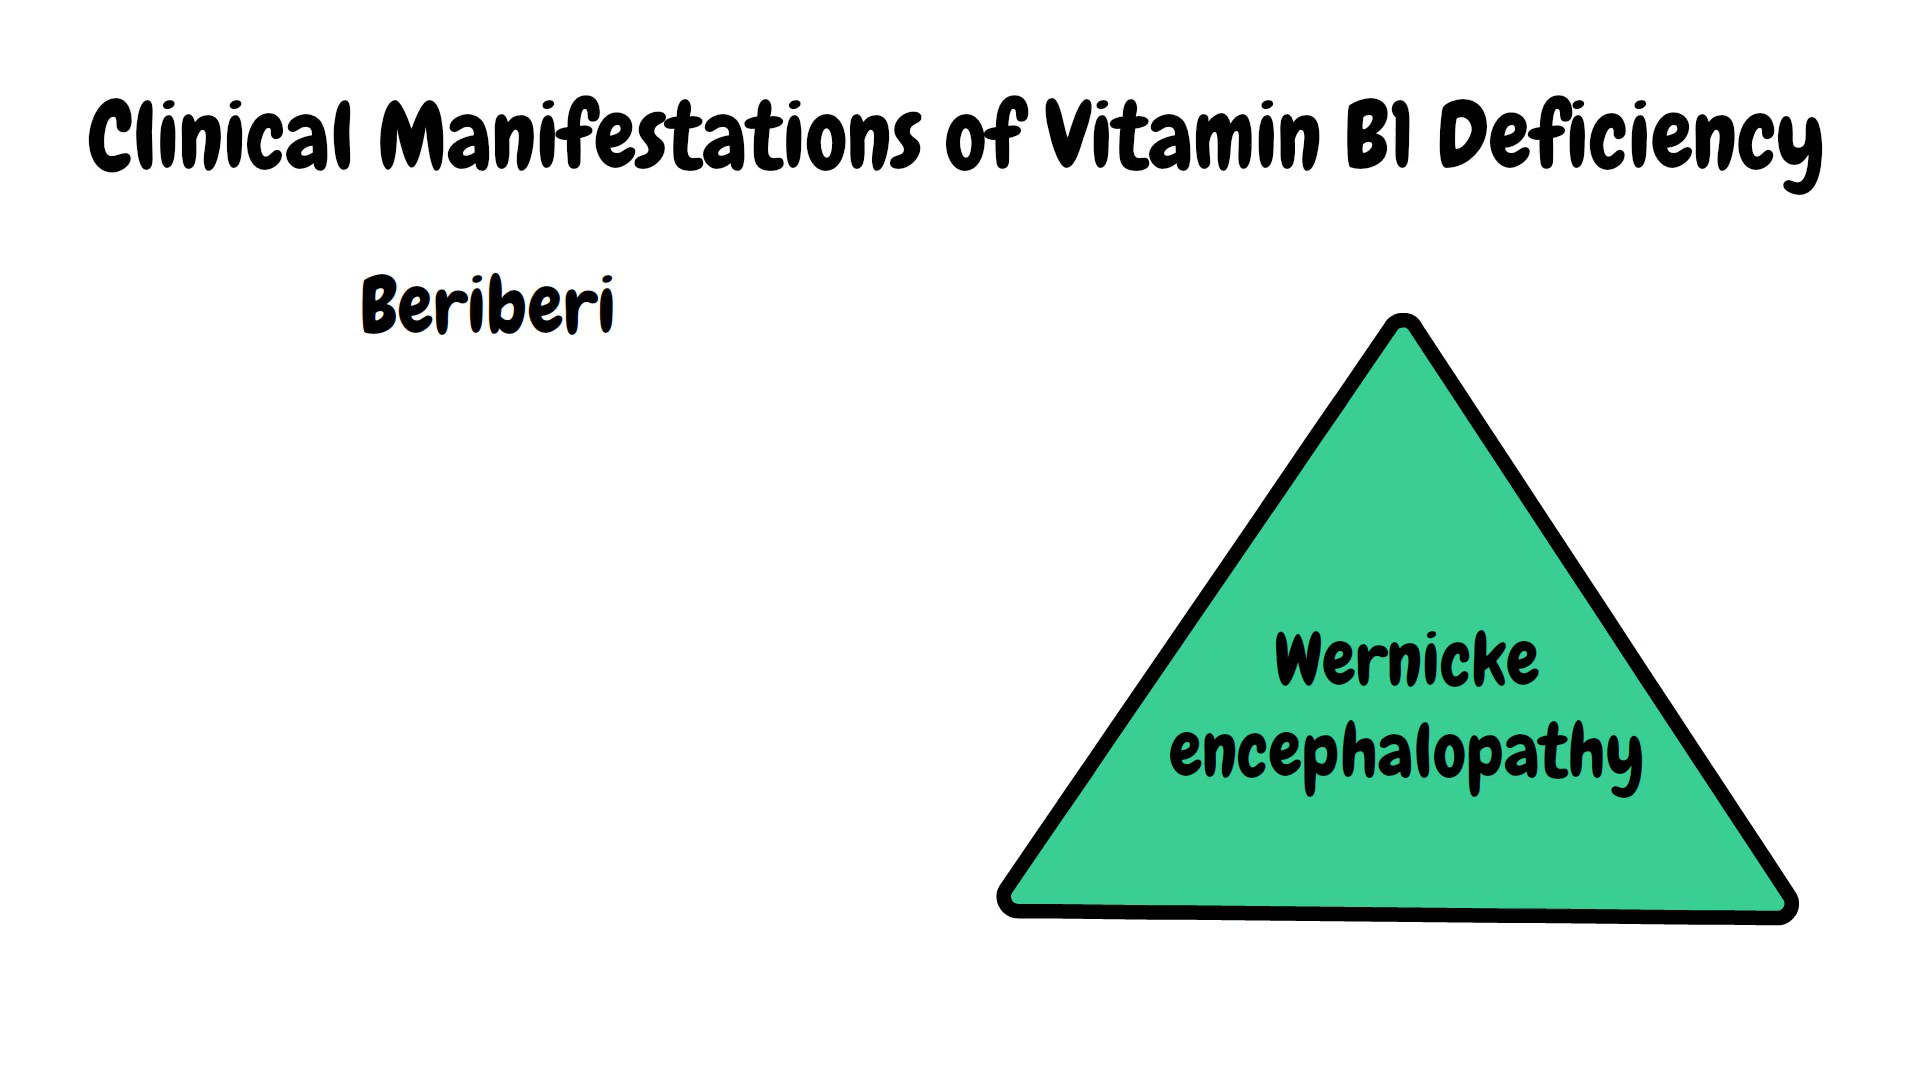 Clinical Manifestations of Vitamin B1 Deficiency
Beriberi
Wernicke
encephalopathy